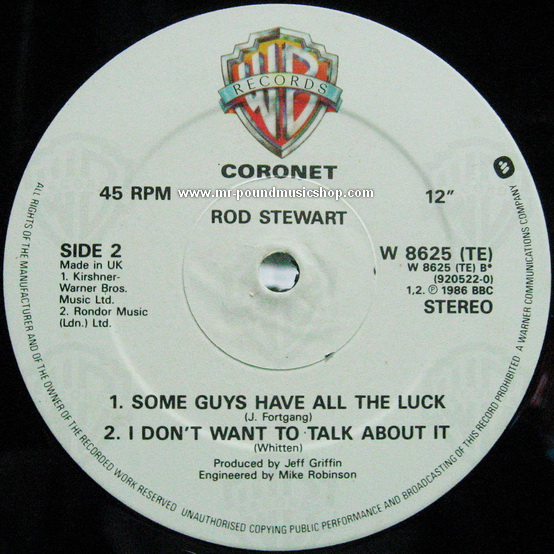 WB
RECORDS
CORONET
www.mr-poundmusicshop.com
45 RPM
12”
ROD STEWART
SIDE 2
Made in UK
1. Kirshner-
Warner Bros.
Music Ltd.
2. Rondor Music
(Ldn.) Ltd.
W 8625 (TE)
W 8625 (TE) B*
(920522-0)
1,2. ℗ 1986 BBC
STEREO
1. SOME GUYS HAVE ALL THE LUCK
(J. Fortgang)
2. I DON'T WANT TO TALK ABOUT IT
(Whitten)
Produced by Jeff Griffin
Engineered by Mike Robinson
ALL RIGHTS OF THE MANUFACTURER AND OF THE OWNER OF THE RECORDED WORK RESERVED UNAUTHORISED COPYING PUBLIC PERFORMANCE AND BROADCASTING OF THIS RECORD PROHIBITED A WARNER COMMUNICATIONS COMPANY